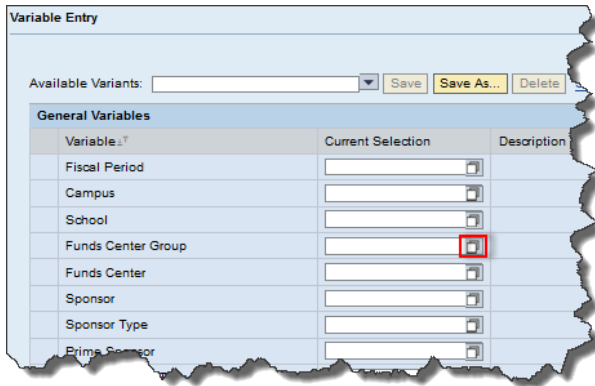 Variable Entry
Available Variants: Save Save As... Delete
General Variables
Variable Current Selection Description
Fiscal Period
Campus
School
Funds Center Group
Funds Center
Sponsor
Sponsor Type
Prime Sponsor